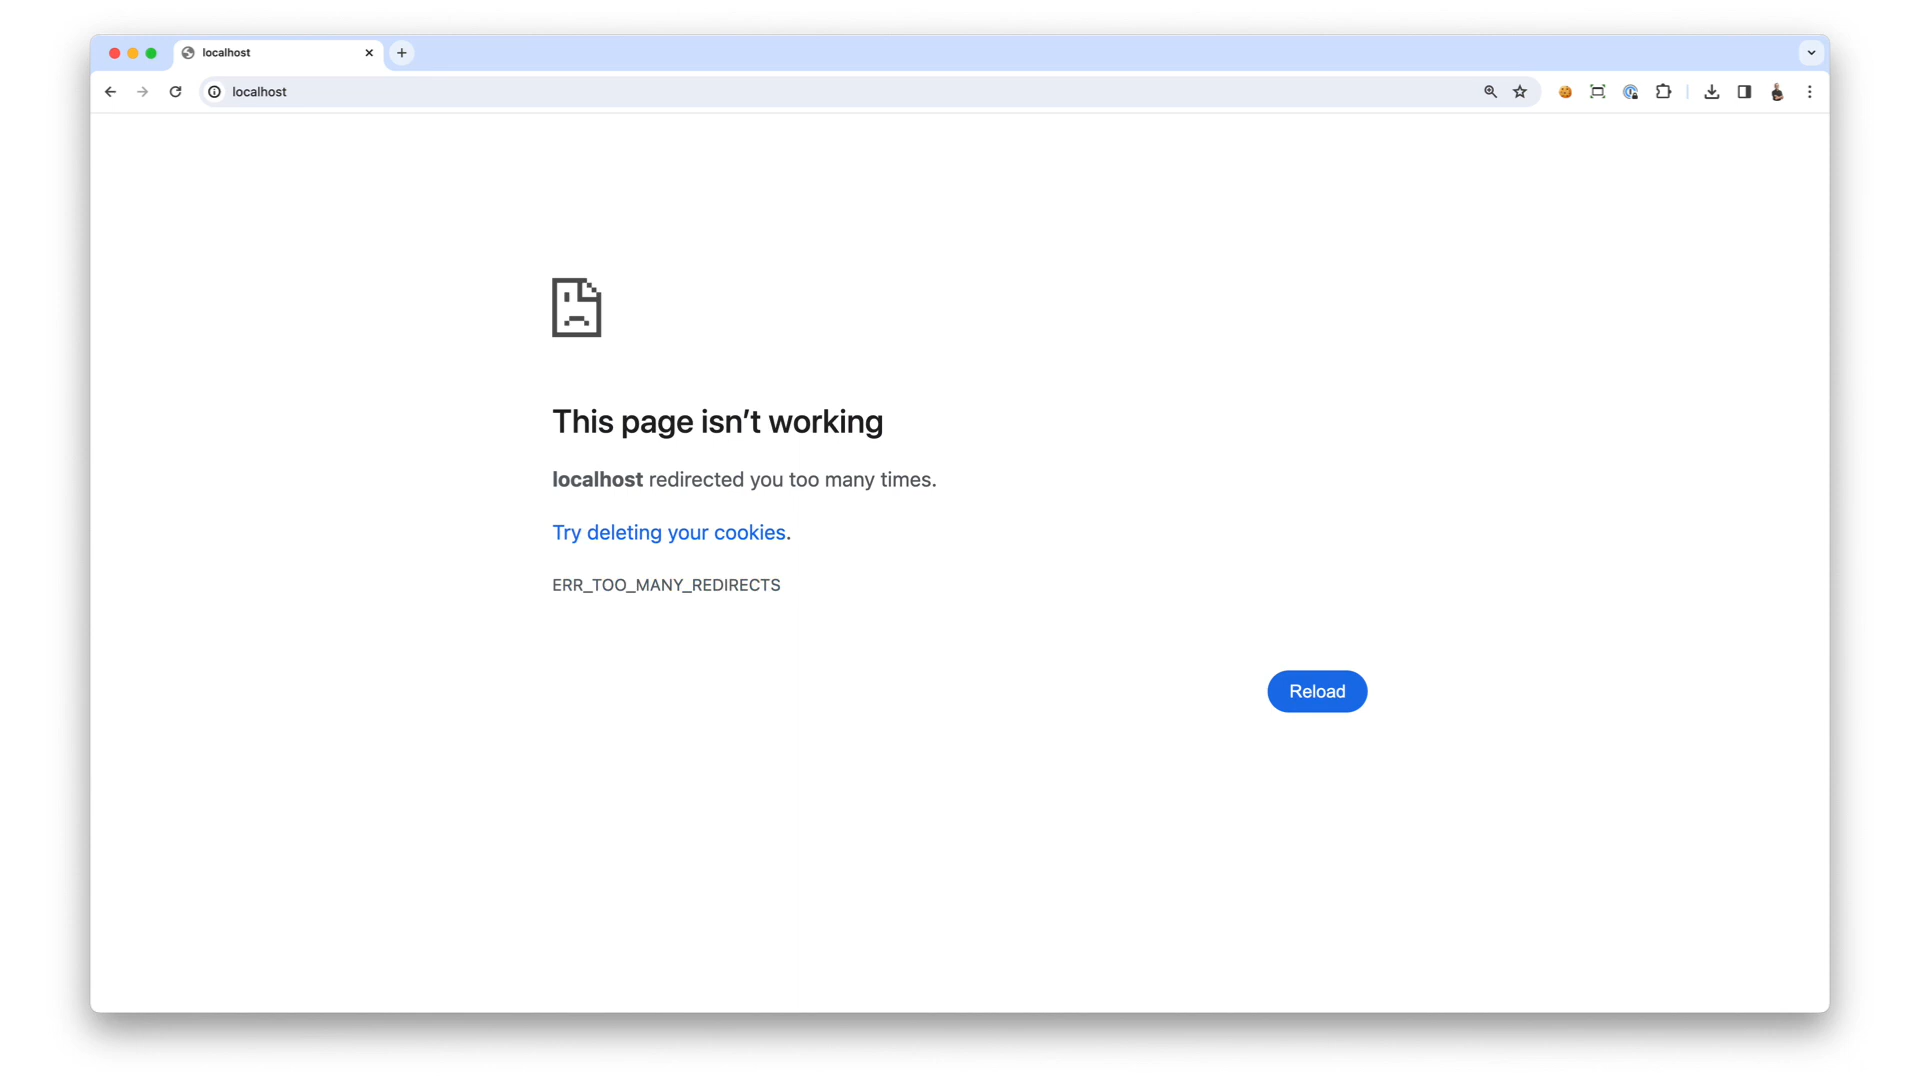 localhost
localhost
This page isn’t working
localhost redirected you too many times.
Try deleting your cookies.
ERR_TOO_MANY_REDIRECTS
Reload